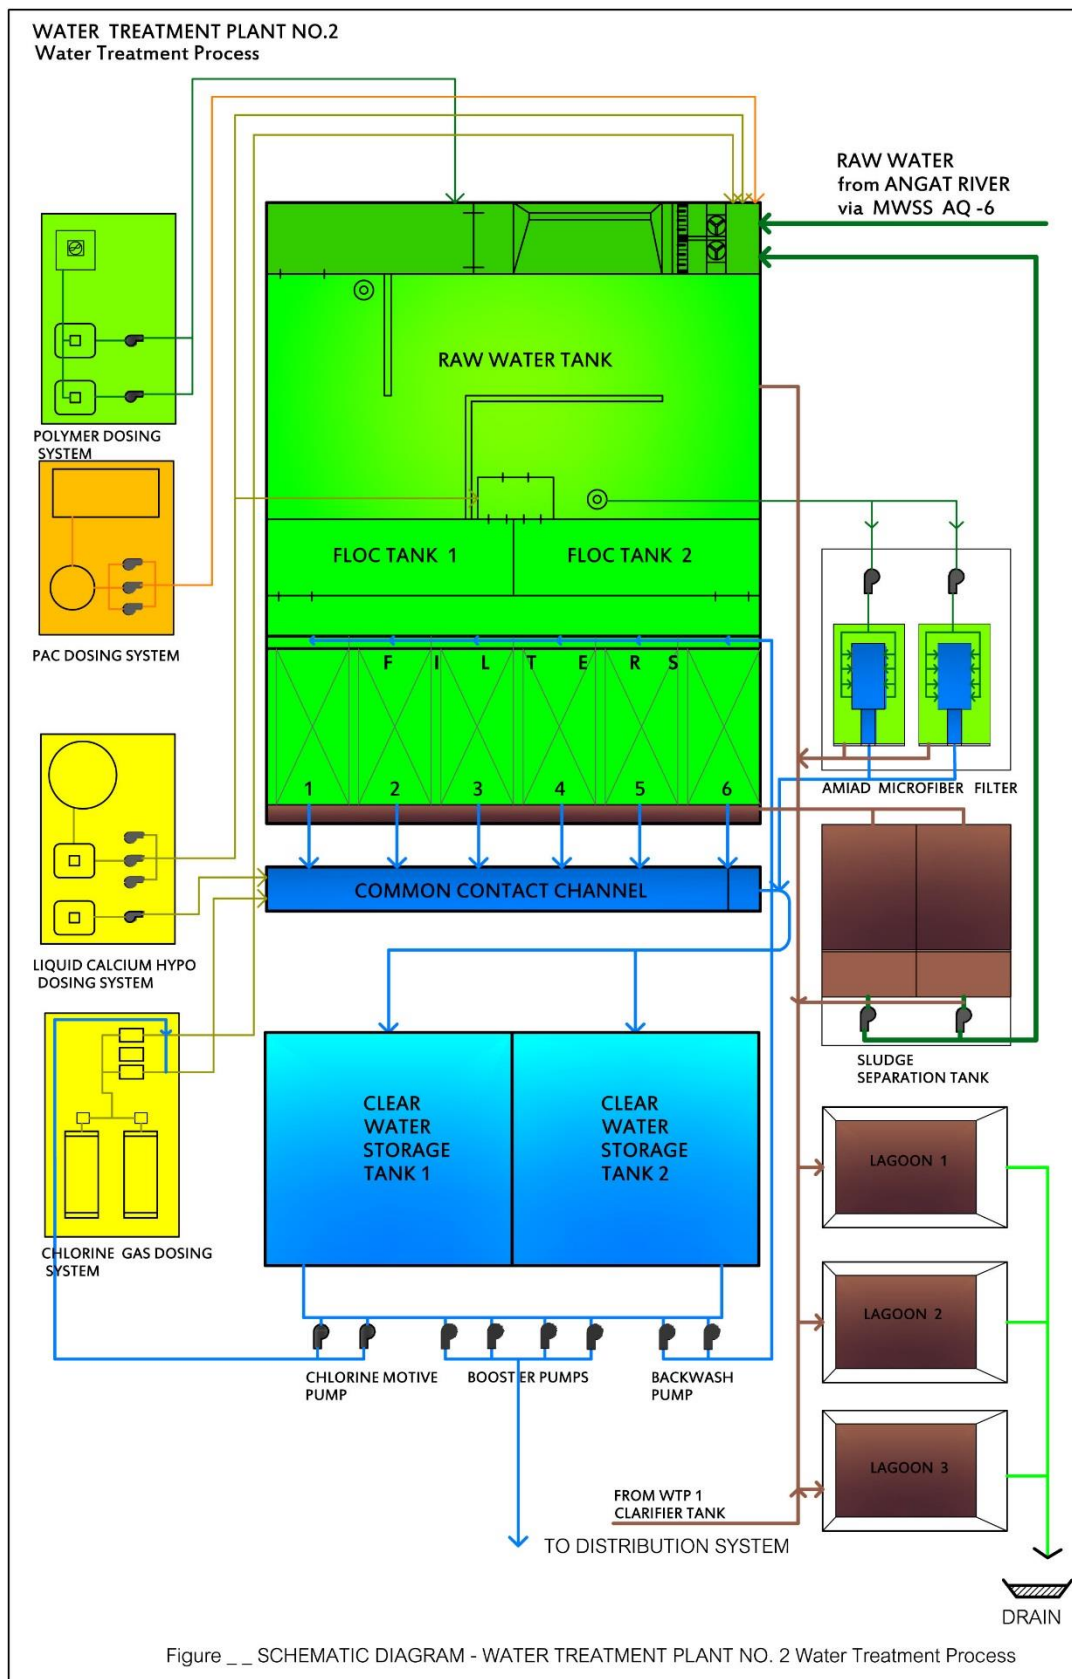 WATER TREATMENT PLANT NO.2
Water Treatment Process
RAW WATER
from ANGAT RIVER
via MWSS AQ -6
RAW WATER TANK
POLYMER DOSING
SYSTEM
FLOC TANK 1
FLOC TANK 2
PAC DOSING SYSTEM
F I L T E R S
1 2 3 4 5 6
AMIAD MICROFIBER FILTER
COMMON CONTACT CHANNEL
LIQUID CALCIUM HYPO
DOSING SYSTEM
SLUDGE
SEPARATION TANK
CLEAR
WATER
STORAGE
TANK 1
CLEAR
WATER
STORAGE
TANK 2
LAGOON 1
CHLORINE GAS DOSING
SYSTEM
LAGOON 2
CHLORINE MOTIVE
PUMP
BOOSTER PUMPS
BACKWASH
PUMP
LAGOON 3
FROM WTP 1
CLARIFIER TANK
TO DISTRIBUTION SYSTEM
DRAIN
Figure _ _ SCHEMATIC DIAGRAM - WATER TREATMENT PLANT NO. 2 Water Treatment Process